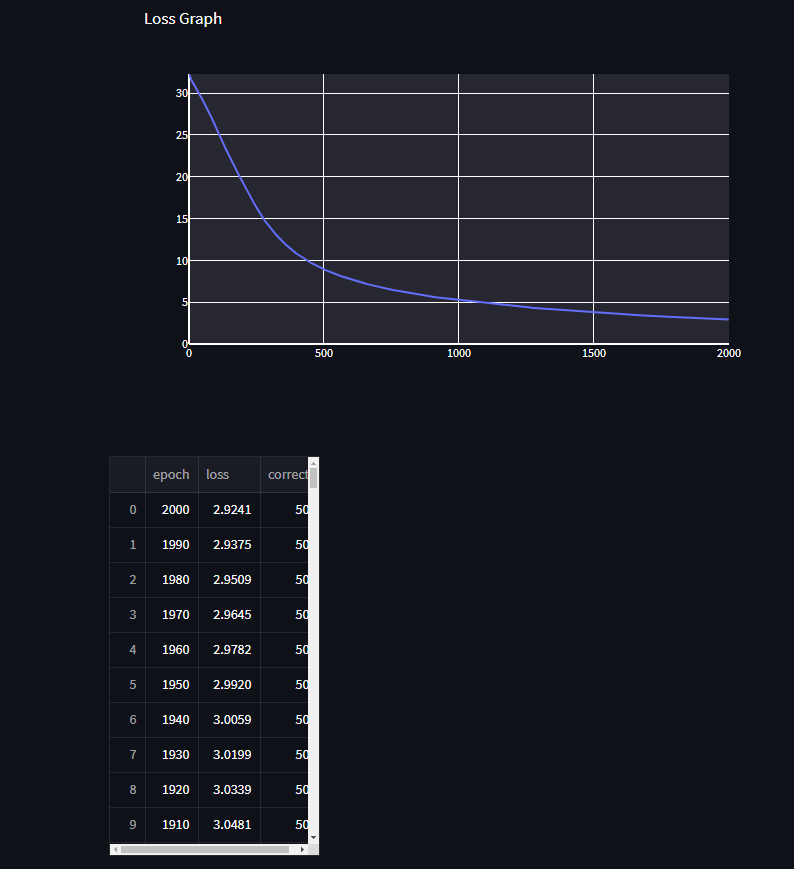 Loss Graph
30
25
20
15
10
5
0
0 500 1000 1500 2000
epoch loss correct
0 2000 2.9241 50
1 1990 2.9375 50
2 1980 2.9509 50
3 1970 2.9645 50
4 1960 2.9782 50
5 1950 2.9920 50
6 1940 3.0059 50
7 1930 3.0199 50
8 1920 3.0339 50
9 1910 3.0481 50